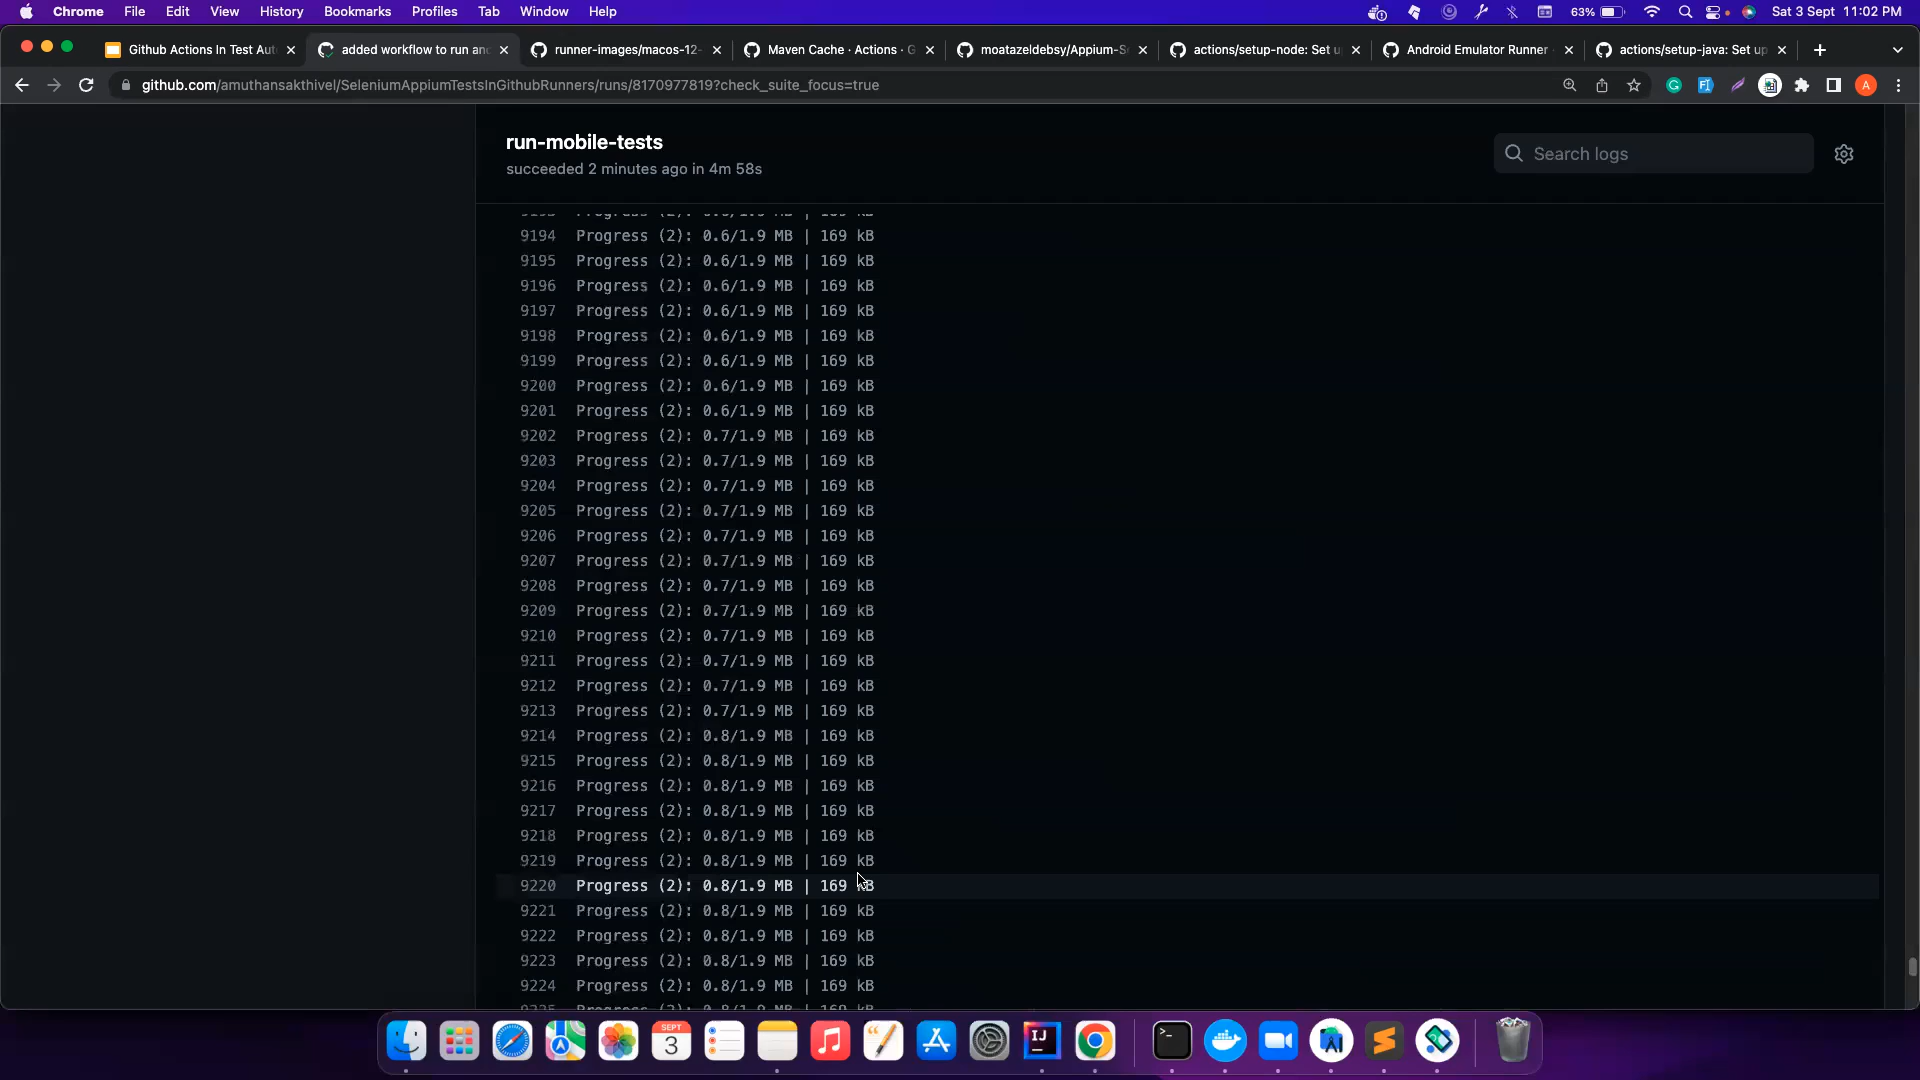 Chrome File Edit View History Bookmarks Profiles Tab Window Help 63% Sat 3 Sept 11:02 PM
Github Actions In Test Aut
added workflow to run and
runner-images/macos-12-
Maven Cache · Actions · G
moatazeldebsy/Appium-S
actions/setup-node: Set u
Android Emulator Runner
actions/setup-java: Set up
github.com/amuthansakthivel/SeleniumAppiumTestsInGithubRunners/runs/8170977819?check_suite_focus=true
A
run-mobile-tests
succeeded 2 minutes ago in 4m 58s
Search logs
9194 Progress (2): 0.6/1.9 MB | 169 kB
9195 Progress (2): 0.6/1.9 MB | 169 kB
9196 Progress (2): 0.6/1.9 MB | 169 kB
9197 Progress (2): 0.6/1.9 MB | 169 kB
9198 Progress (2): 0.6/1.9 MB | 169 kB
9199 Progress (2): 0.6/1.9 MB | 169 kB
9200 Progress (2): 0.6/1.9 MB | 169 kB
9201 Progress (2): 0.6/1.9 MB | 169 kB
9202 Progress (2): 0.7/1.9 MB | 169 kB
9203 Progress (2): 0.7/1.9 MB | 169 kB
9204 Progress (2): 0.7/1.9 MB | 169 kB
9205 Progress (2): 0.7/1.9 MB | 169 kB
9206 Progress (2): 0.7/1.9 MB | 169 kB
9207 Progress (2): 0.7/1.9 MB | 169 kB
9208 Progress (2): 0.7/1.9 MB | 169 kB
9209 Progress (2): 0.7/1.9 MB | 169 kB
9210 Progress (2): 0.7/1.9 MB | 169 kB
9211 Progress (2): 0.7/1.9 MB | 169 kB
9212 Progress (2): 0.7/1.9 MB | 169 kB
9213 Progress (2): 0.7/1.9 MB | 169 kB
9214 Progress (2): 0.8/1.9 MB | 169 kB
9215 Progress (2): 0.8/1.9 MB | 169 kB
9216 Progress (2): 0.8/1.9 MB | 169 kB
9217 Progress (2): 0.8/1.9 MB | 169 kB
9218 Progress (2): 0.8/1.9 MB | 169 kB
9219 Progress (2): 0.8/1.9 MB | 169 kB
9220 Progress (2): 0.8/1.9 MB | 169 kB
9221 Progress (2): 0.8/1.9 MB | 169 kB
9222 Progress (2): 0.8/1.9 MB | 169 kB
9223 Progress (2): 0.8/1.9 MB | 169 kB
9224 Progress (2): 0.8/1.9 MB | 169 kB
SEPT
3
IJ